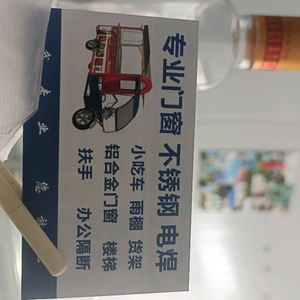 专业门窗 不锈钢 电焊
小吃车 雨棚 货架
铝合金门窗 楼梯
扶手 办公隔断